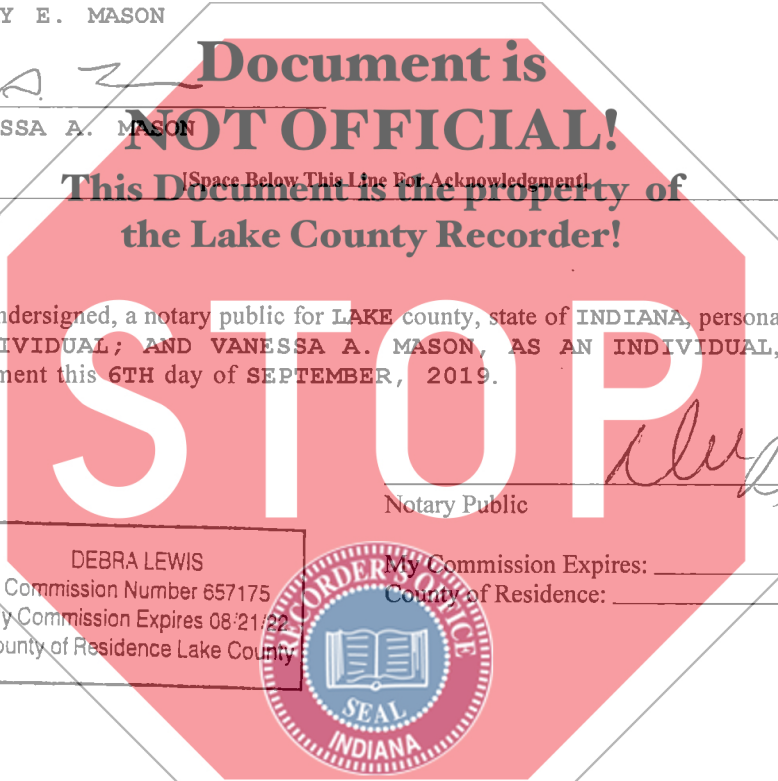 Y E. MASON
Document is
NOT OFFICIAL!
SSA A. MASON
[Space Below This Line For Acknowledgment]
This Document is the property of
the Lake County Recorder!
ndersigned, a notary public for LAKE county, state of INDIANA, persona
IVIDUAL; AND VANESSA A. MASON, AS AN INDIVIDUAL,
ment this 6TH day of SEPTEMBER, 2019.
STOP
Notary Public
DEBRA LEWIS
Commission Number 657175
y Commission Expires 08-21-22
ounty of Residence Lake County
My Commission Expires:
County of Residence:
RECORDER'S OFFICE
SEAL
INDIANA